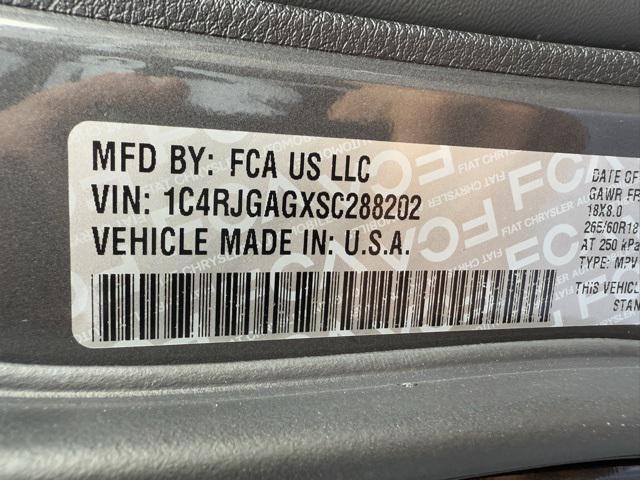 MFD BY: FCA US LLC
VIN: 1C4RJGAGXSC288202
VEHICLE MADE IN: U.S.A.
DATE OF
GAWR FR
18X8.0
265/60R18
AT 250 kPa
TYPE: MPV
THIS VEHICL
STAN